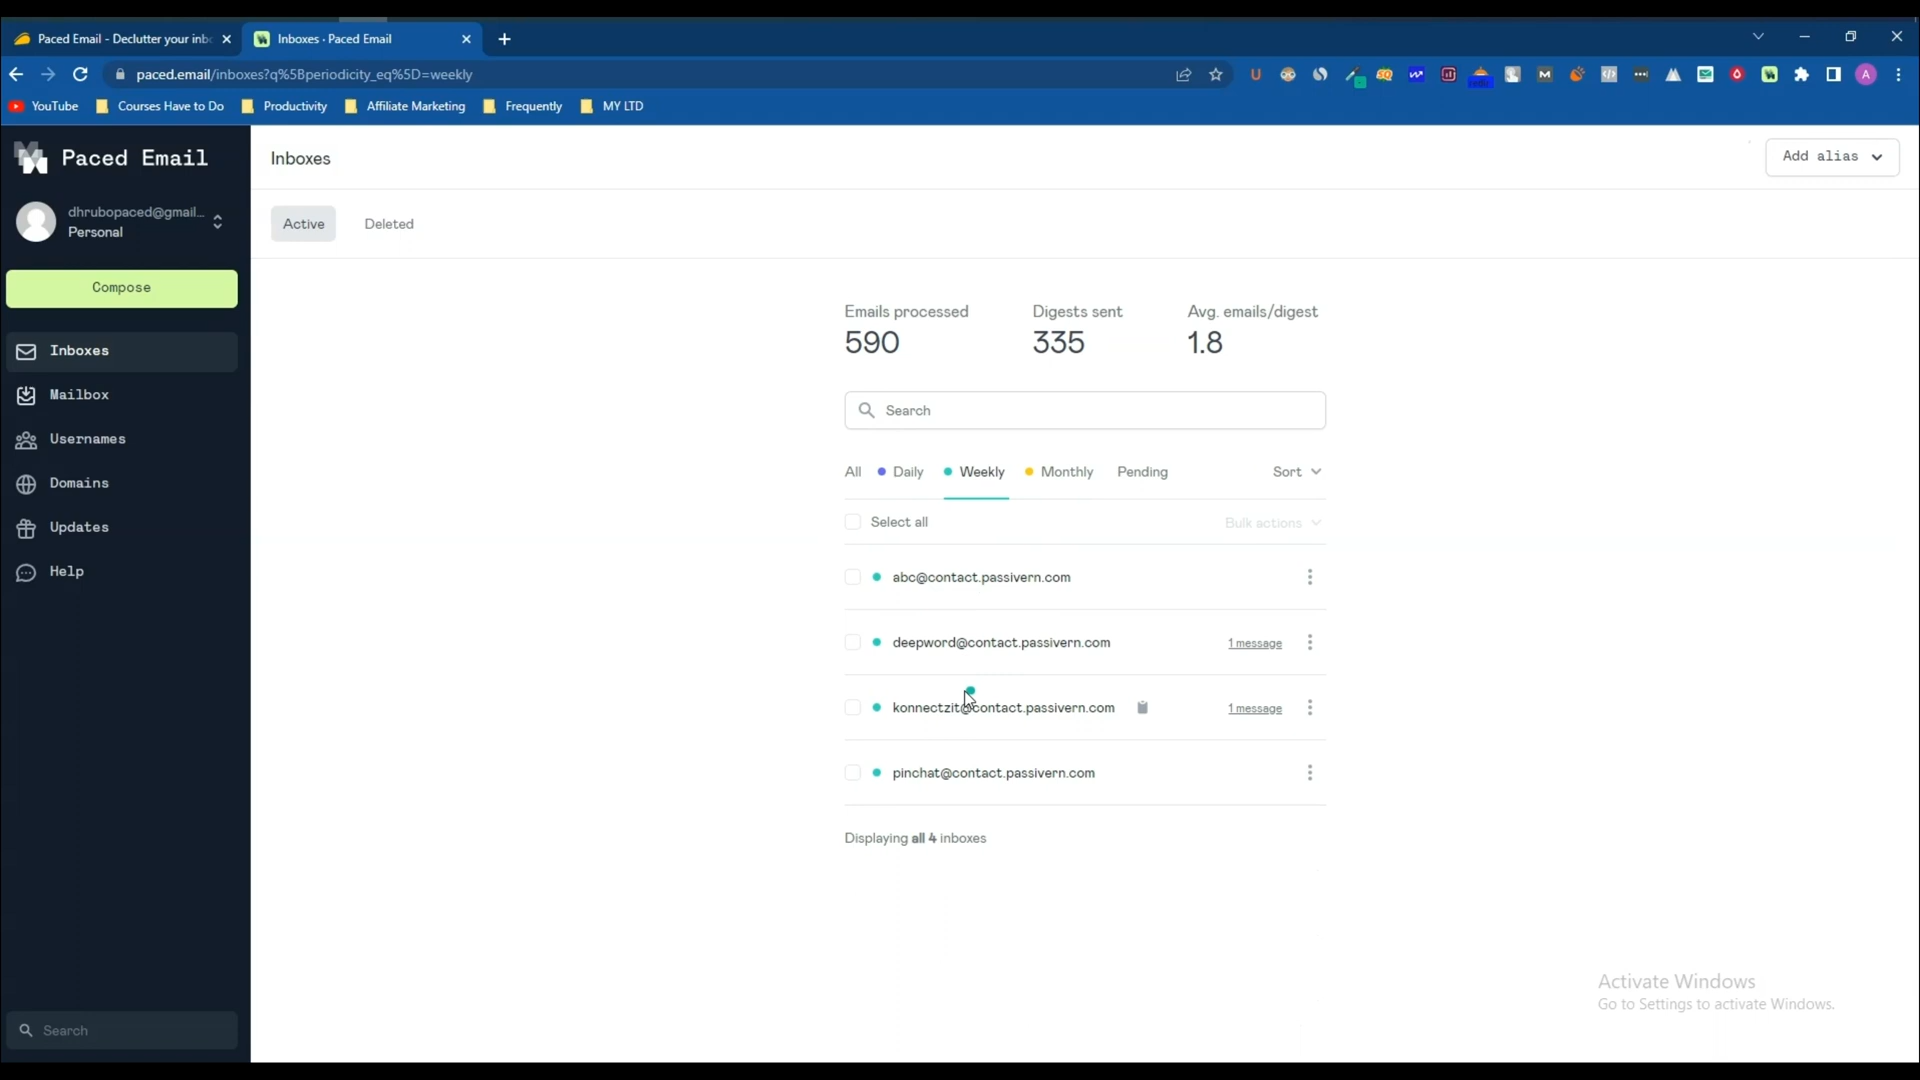 Paced Email - Declutter your inb
Inboxes · Paced Email
paced.email/inboxes?q%5Bperiodicity_eq%5D=weekly
YouTube
Courses Have to Do
Productivity
Affiliate Marketing
Frequently
MY LTD
Paced Email
dhrubopaced@gmail...
Personal
Compose
Inboxes
Mailbox
Usernames
Domains
Updates
Help
Search
Inboxes
Add alias
Active
Deleted
Emails processed
590
Digests sent
335
Avg. emails/digest
1.8
Search
All
Daily
Weekly
Monthly
Pending
Sort
Select all
Bulk actions
abc@contact.passivern.com
deepword@contact.passivern.com
1 message
konnectzit@contact.passivern.com
1 message
pinchat@contact.passivern.com
Displaying all 4 inboxes
Activate Windows
Go to Settings to activate Windows.